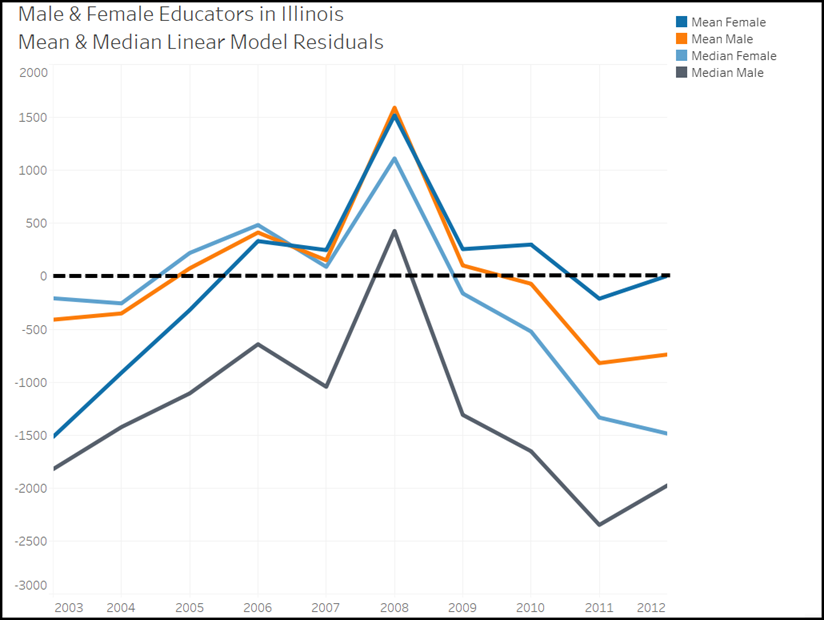 Male & Female Educators in Illinois
Mean & Median Linear Model Residuals
Mean Female
Mean Male
Median Female
Median Male
2000
1500
1000
500
0
-500
-1000
-1500
-2000
-2500
-3000
2003 2004 2005 2006 2007 2008 2009 2010 2011 2012